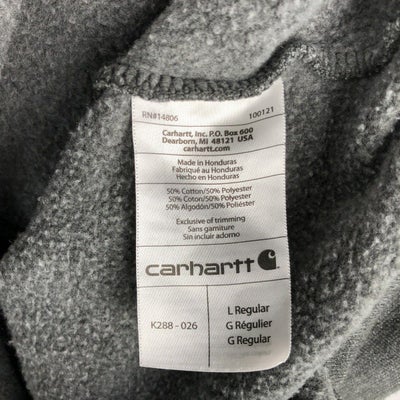 RN#14806 100121
Carhartt, Inc. P.O. Box 600
Dearborn, MI 48121 USA
carhartt.com
Made in Honduras
Fabriqué au Honduras
Hecho en Honduras
50% Cotton/50% Polyester
50% Coton/50% Polyester
50% Algodón/50% Poliéster
Exclusive of trimming
Sans garniture
Sin incluir adorno
carhartt
K288-026
L Regular
G Régulier
G Regular